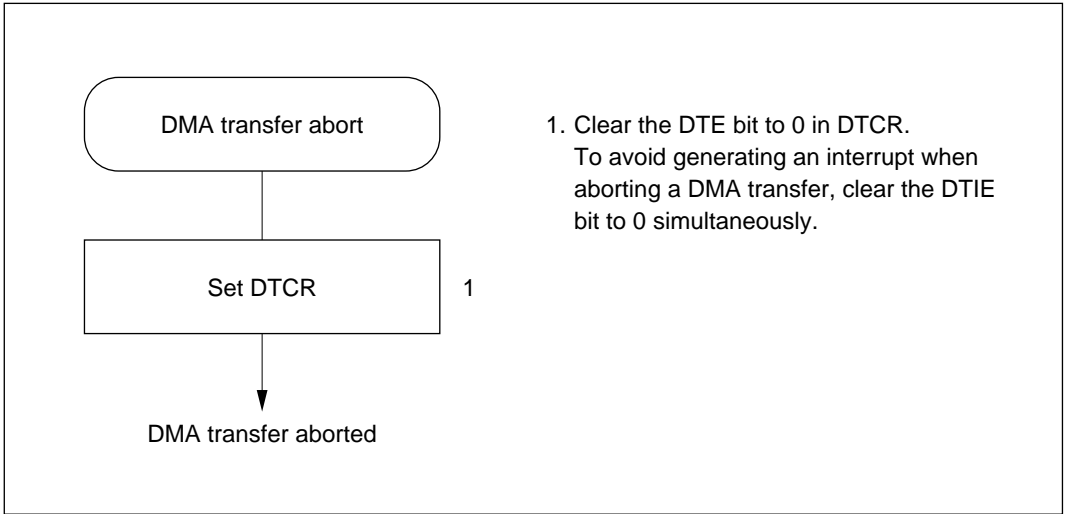 DMA transfer abort
Set DTCR
1
DMA transfer aborted
1. Clear the DTE bit to 0 in DTCR.
To avoid generating an interrupt when
aborting a DMA transfer, clear the DTIE
bit to 0 simultaneously.